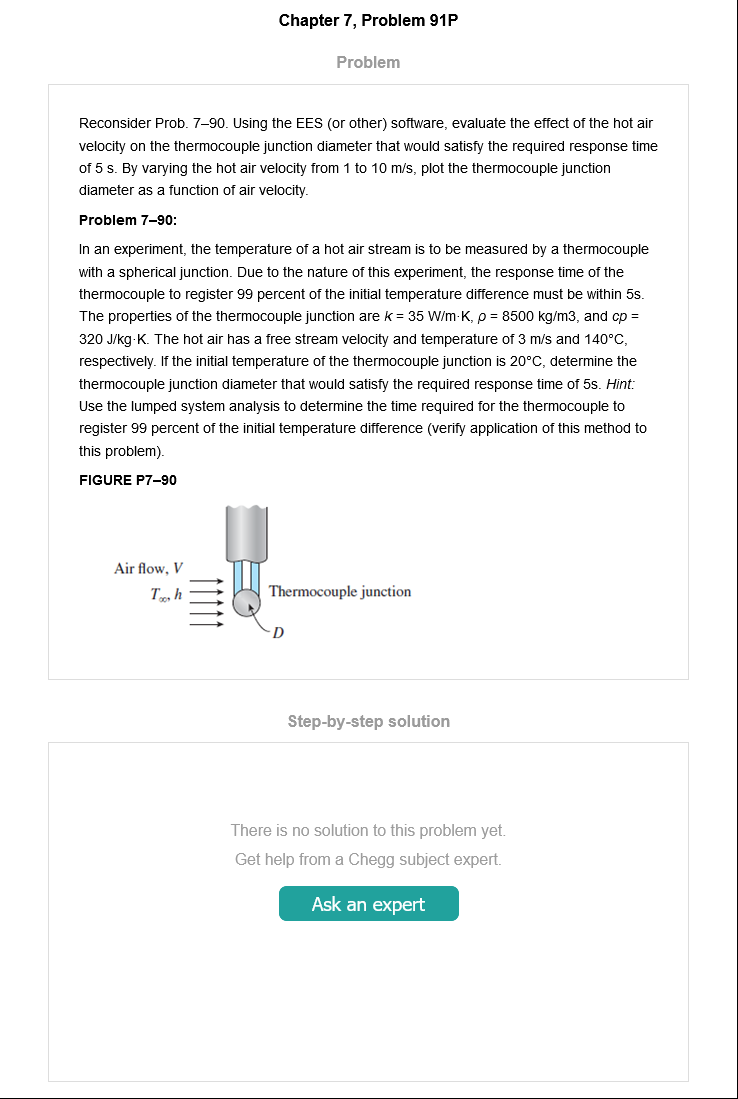 Chapter 7, Problem 91P
Problem
Reconsider Prob. 7–90. Using the EES (or other) software, evaluate the effect of the hot air
velocity on the thermocouple junction diameter that would satisfy the required response time
of 5 s. By varying the hot air velocity from 1 to 10 m/s, plot the thermocouple junction
diameter as a function of air velocity.
Problem 7–90:
In an experiment, the temperature of a hot air stream is to be measured by a thermocouple
with a spherical junction. Due to the nature of this experiment, the response time of the
thermocouple to register 99 percent of the initial temperature difference must be within 5s.
The properties of the thermocouple junction are k = 35 W/m·K, ρ = 8500 kg/m3, and cp =
320 J/kg·K. The hot air has a free stream velocity and temperature of 3 m/s and 140°C,
respectively. If the initial temperature of the thermocouple junction is 20°C, determine the
thermocouple junction diameter that would satisfy the required response time of 5s. Hint:
Use the lumped system analysis to determine the time required for the thermocouple to
register 99 percent of the initial temperature difference (verify application of this method to
this problem).
FIGURE P7–90
Air flow, V
T∞, h
Thermocouple junction
D
Step-by-step solution
There is no solution to this problem yet.
Get help from a Chegg subject expert.
Ask an expert